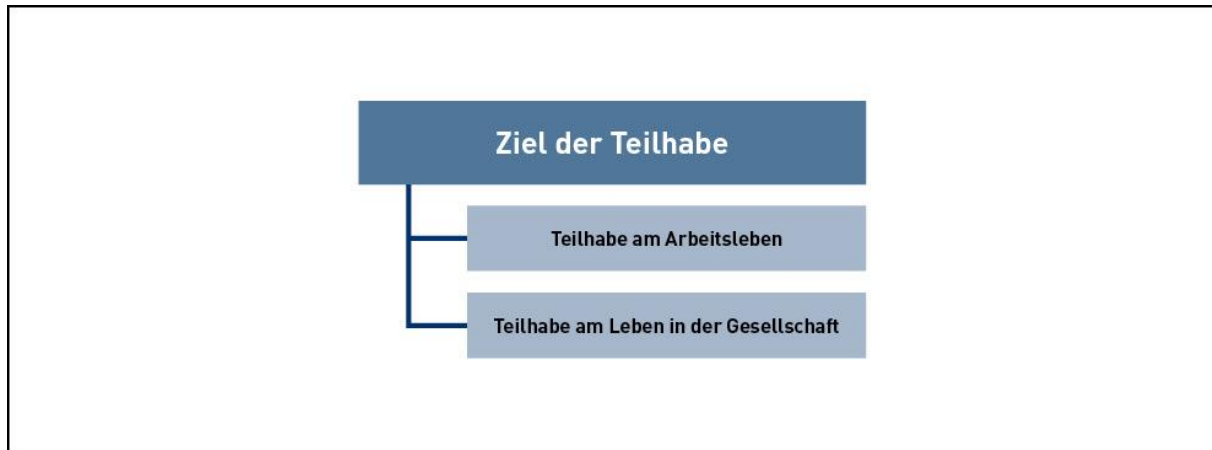 Ziel der Teilhabe
Teilhabe am Arbeitsleben
Teilhabe am Leben in der Gesellschaft